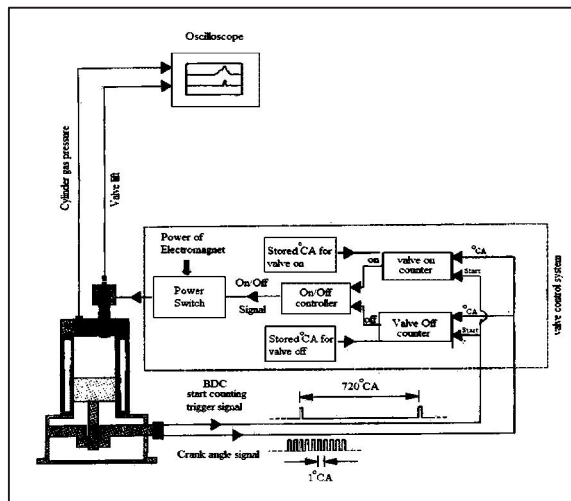 Oscilloscope
Cylinder gas pressure
Valve lift
Power of
Electromagnet
Power
Switch
On/Off
Signal
Stored °CA for
valve on
On/Off
controller
Stored °CA for
valve off
on
off
valve on
counter
Valve Off
counter
°CA
Start
°CA
Start
valve control system
BDC
start counting
trigger signal
720°CA
Crank angle signal
1°CA